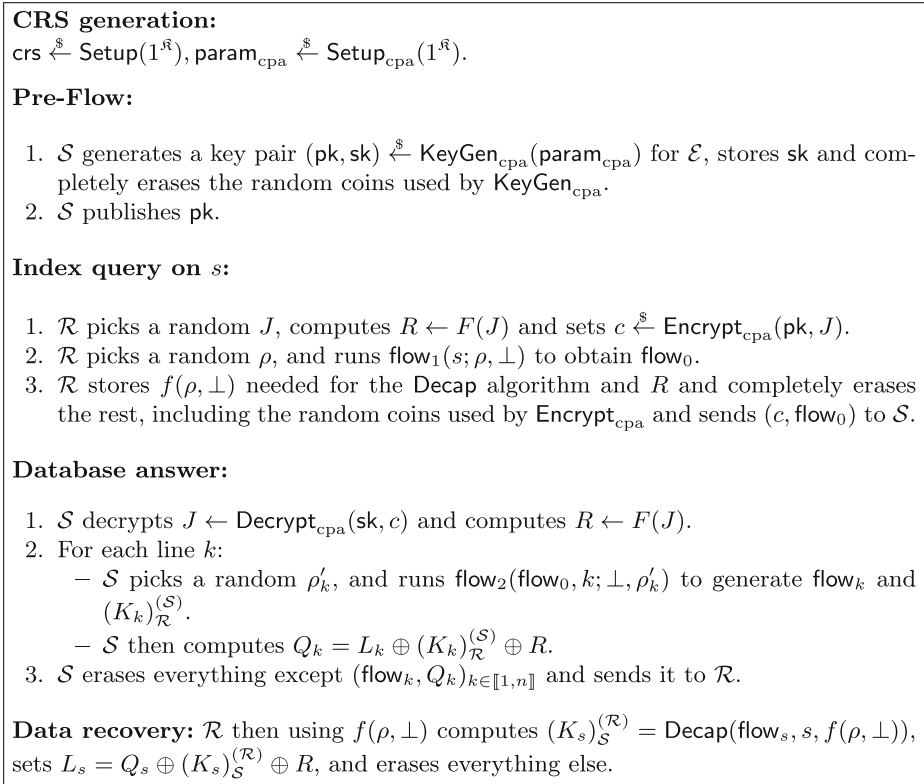 CRS generation:
crs ←$ Setup(1^𝔎), param_cpa ←$ Setup_cpa(1^𝔎).
Pre-Flow:
1. 𝒮 generates a key pair (pk, sk) ←$ KeyGen_cpa(param_cpa) for ℰ, stores sk and com-
pletely erases the random coins used by KeyGen_cpa.
2. 𝒮 publishes pk.
Index query on s:
1. ℛ picks a random J, computes R ← F(J) and sets c ←$ Encrypt_cpa(pk, J).
2. ℛ picks a random ρ, and runs flow_1(s; ρ, ⊥) to obtain flow_0.
3. ℛ stores f(ρ, ⊥) needed for the Decap algorithm and R and completely erases
the rest, including the random coins used by Encrypt_cpa and sends (c, flow_0) to 𝒮.
Database answer:
1. 𝒮 decrypts J ← Decrypt_cpa(sk, c) and computes R ← F(J).
2. For each line k:
– 𝒮 picks a random ρ′_k, and runs flow_2(flow_0, k; ⊥, ρ′_k) to generate flow_k and
(K_k)_ℛ^(𝒮).
– 𝒮 then computes Q_k = L_k ⊕ (K_k)_ℛ^(𝒮) ⊕ R.
3. 𝒮 erases everything except (flow_k, Q_k)_{k∈⟦1,n⟧} and sends it to ℛ.
Data recovery: ℛ then using f(ρ, ⊥) computes (K_s)_𝒮^(ℛ) = Decap(flow_s, s, f(ρ, ⊥)),
sets L_s = Q_s ⊕ (K_s)_𝒮^(ℛ) ⊕ R, and erases everything else.